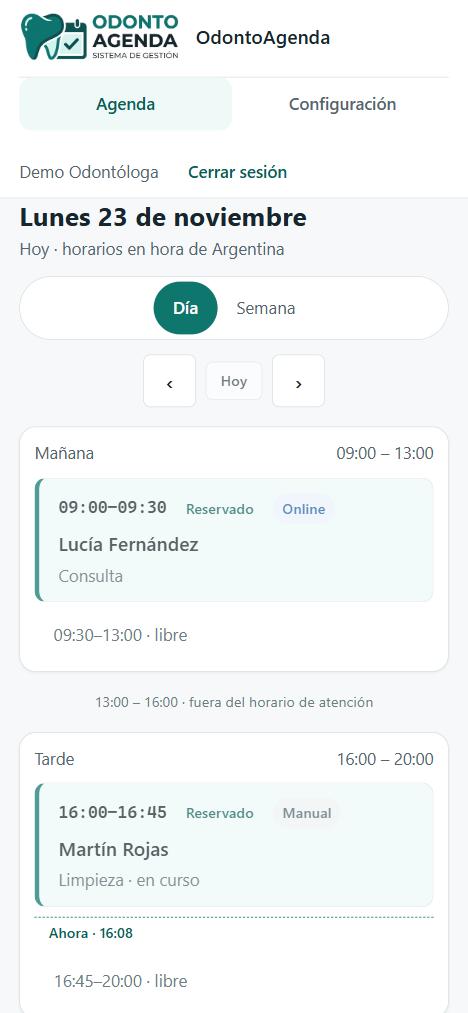 ODONTO
AGENDA
SISTEMA DE GESTIÓN
OdontoAgenda
Agenda Configuración
Demo Odontóloga Cerrar sesión
Lunes 23 de noviembre
Hoy · horarios en hora de Argentina
Día Semana
‹ Hoy ›
Mañana 09:00 – 13:00
09:00–09:30 Reservado Online
Lucía Fernández
Consulta
09:30–13:00 · libre
13:00 – 16:00 · fuera del horario de atención
Tarde 16:00 – 20:00
16:00–16:45 Reservado Manual
Martín Rojas
Limpieza · en curso
Ahora · 16:08
16:45–20:00 · libre